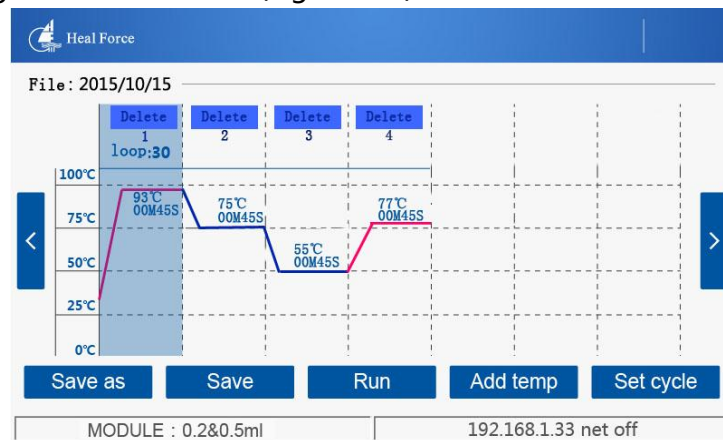 Heal Force
File: 2015/10/15
Delete Delete Delete Delete
1 2 3 4
loop:30
100℃
93℃
00M45S
75℃
00M45S
77℃
00M45S
75℃
55℃
00M45S
50℃
25℃
0℃
Save as Save Run Add temp Set cycle
MODULE : 0.2&0.5ml 192.168.1.33 net off